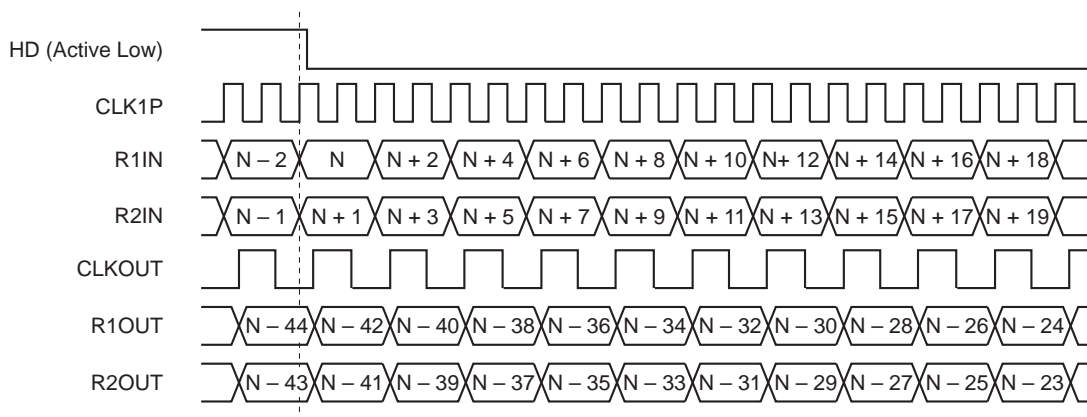 HD (Active Low)
CLK1P
R1IN N – 2 N N + 2 N + 4 N + 6 N + 8 N + 10 N+ 12 N + 14 N + 16 N + 18
R2IN N – 1 N + 1 N + 3 N + 5 N + 7 N + 9 N + 11 N + 13 N + 15 N + 17 N + 19
CLKOUT
R1OUT N – 44 N – 42 N – 40 N – 38 N – 36 N – 34 N – 32 N – 30 N – 28 N – 26 N – 24
R2OUT N – 43 N – 41 N – 39 N – 37 N – 35 N – 33 N – 31 N – 29 N – 27 N – 25 N – 23